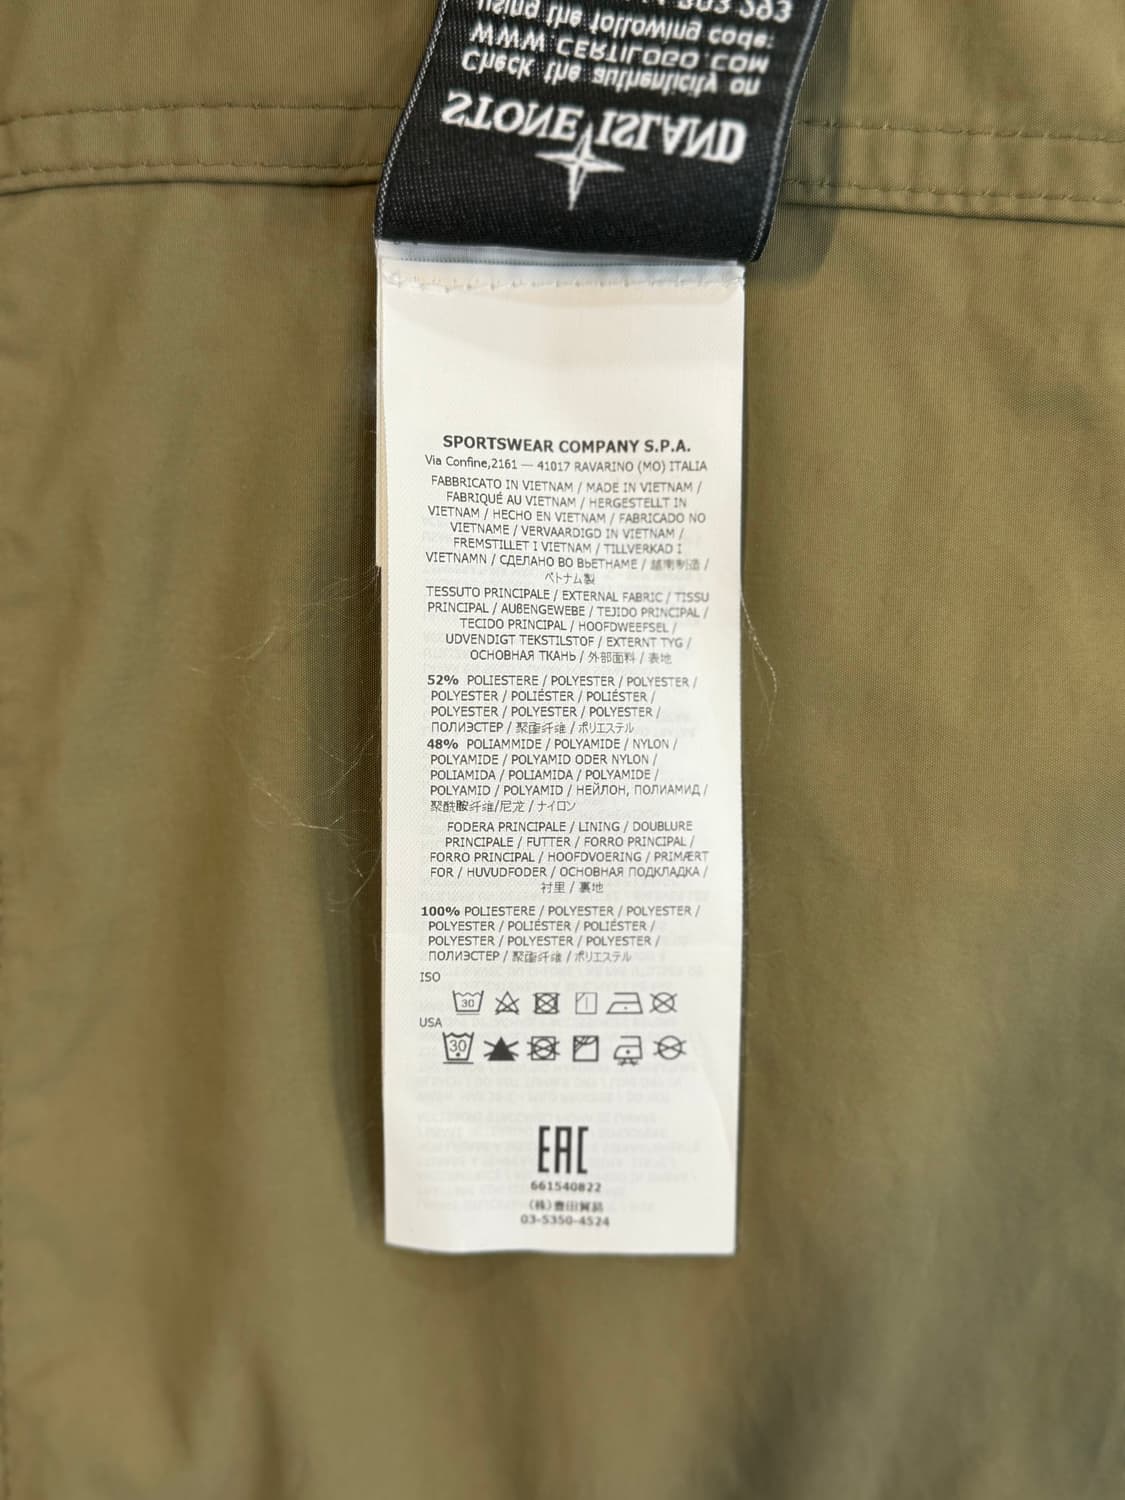 STONE ISLAND
Check the authenticity on
WWW.CERTILOGO.COM
using the following code:
303 293
SPORTSWEAR COMPANY S.P.A.
Via Confine,2161 — 41017 RAVARINO (MO) ITALIA
FABBRICATO IN VIETNAM / MADE IN VIETNAM /
FABRIQUÉ AU VIETNAM / HERGESTELLT IN
VIETNAM / HECHO EN VIETNAM / FABRICADO NO
VIETNAME / VERVAARDIGD IN VIETNAM /
FREMSTILLET I VIETNAM / TILLVERKAD I
VIETNAMN / СДЕЛАНО ВО ВЬЕТНАМЕ / 越南制造 /
ベトナム製
TESSUTO PRINCIPALE / EXTERNAL FABRIC / TISSU
PRINCIPAL / AUßENGEWEBE / TEJIDO PRINCIPAL /
TECIDO PRINCIPAL / HOOFDWEEFSEL /
UDVENDIGT TEKSTILSTOF / EXTERNT TYG /
ОСНОВНАЯ ТКАНЬ / 外部面料 / 表地
52% POLIESTERE / POLYESTER / POLYESTER /
POLYESTER / POLIÉSTER / POLIÉSTER /
POLYESTER / POLYESTER / POLYESTER /
ПОЛИЭСТЕР / 聚酯纤维 / ポリエステル
48% POLIAMMIDE / POLYAMIDE / NYLON /
POLYAMIDE / POLYAMID ODER NYLON /
POLIAMIDA / POLIAMIDA / POLYAMIDE /
POLYAMID / POLYAMID / НЕЙЛОН, ПОЛИАМИД /
聚酰胺纤维/尼龙 / ナイロン
FODERA PRINCIPALE / LINING / DOUBLURE
PRINCIPALE / FUTTER / FORRO PRINCIPAL /
FORRO PRINCIPAL / HOOFDVOERING / PRIMÆRT
FOR / HUVUDFODER / ОСНОВНАЯ ПОДКЛАДКА /
衬里 / 裏地
100% POLIESTERE / POLYESTER / POLYESTER /
POLYESTER / POLIÉSTER / POLIÉSTER /
POLYESTER / POLYESTER / POLYESTER /
ПОЛИЭСТЕР / 聚酯纤维 / ポリエステル
ISO
30
USA
30
EAC
661540822
(株)豊田貿易
03-5350-4524